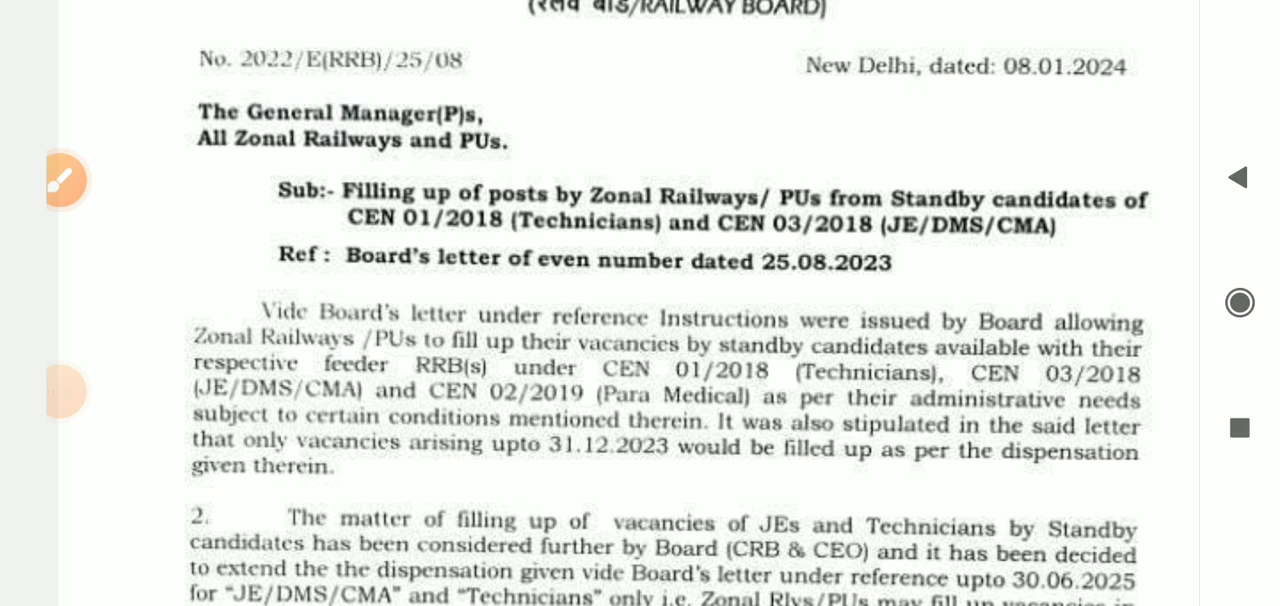 (रेलवे बोर्ड/RAILWAY BOARD)
No. 2022/E(RRB)/25/08
New Delhi, dated: 08.01.2024
The General Manager(P)s,
All Zonal Railways and PUs.
Sub:- Filling up of posts by Zonal Railways/ PUs from Standby candidates of
CEN 01/2018 (Technicians) and CEN 03/2018 (JE/DMS/CMA)
Ref : Board's letter of even number dated 25.08.2023
Vide Board's letter under reference Instructions were issued by Board allowing
Zonal Railways /PUs to fill up their vacancies by standby candidates available with their
respective feeder RRB(s) under CEN 01/2018 (Technicians), CEN 03/2018
(JE/DMS/CMA) and CEN 02/2019 (Para Medical) as per their administrative needs
subject to certain conditions mentioned therein. It was also stipulated in the said letter
that only vacancies arising upto 31.12.2023 would be filled up as per the dispensation
given therein.
2. The matter of filling up of vacancies of JEs and Technicians by Standby
candidates has been considered further by Board (CRB & CEO) and it has been decided
to extend the the dispensation given vide Board's letter under reference upto 30.06.2025
for "JE/DMS/CMA" and "Technicians" only i.e. Zonal Rlys/PUs may fill up vacancies in